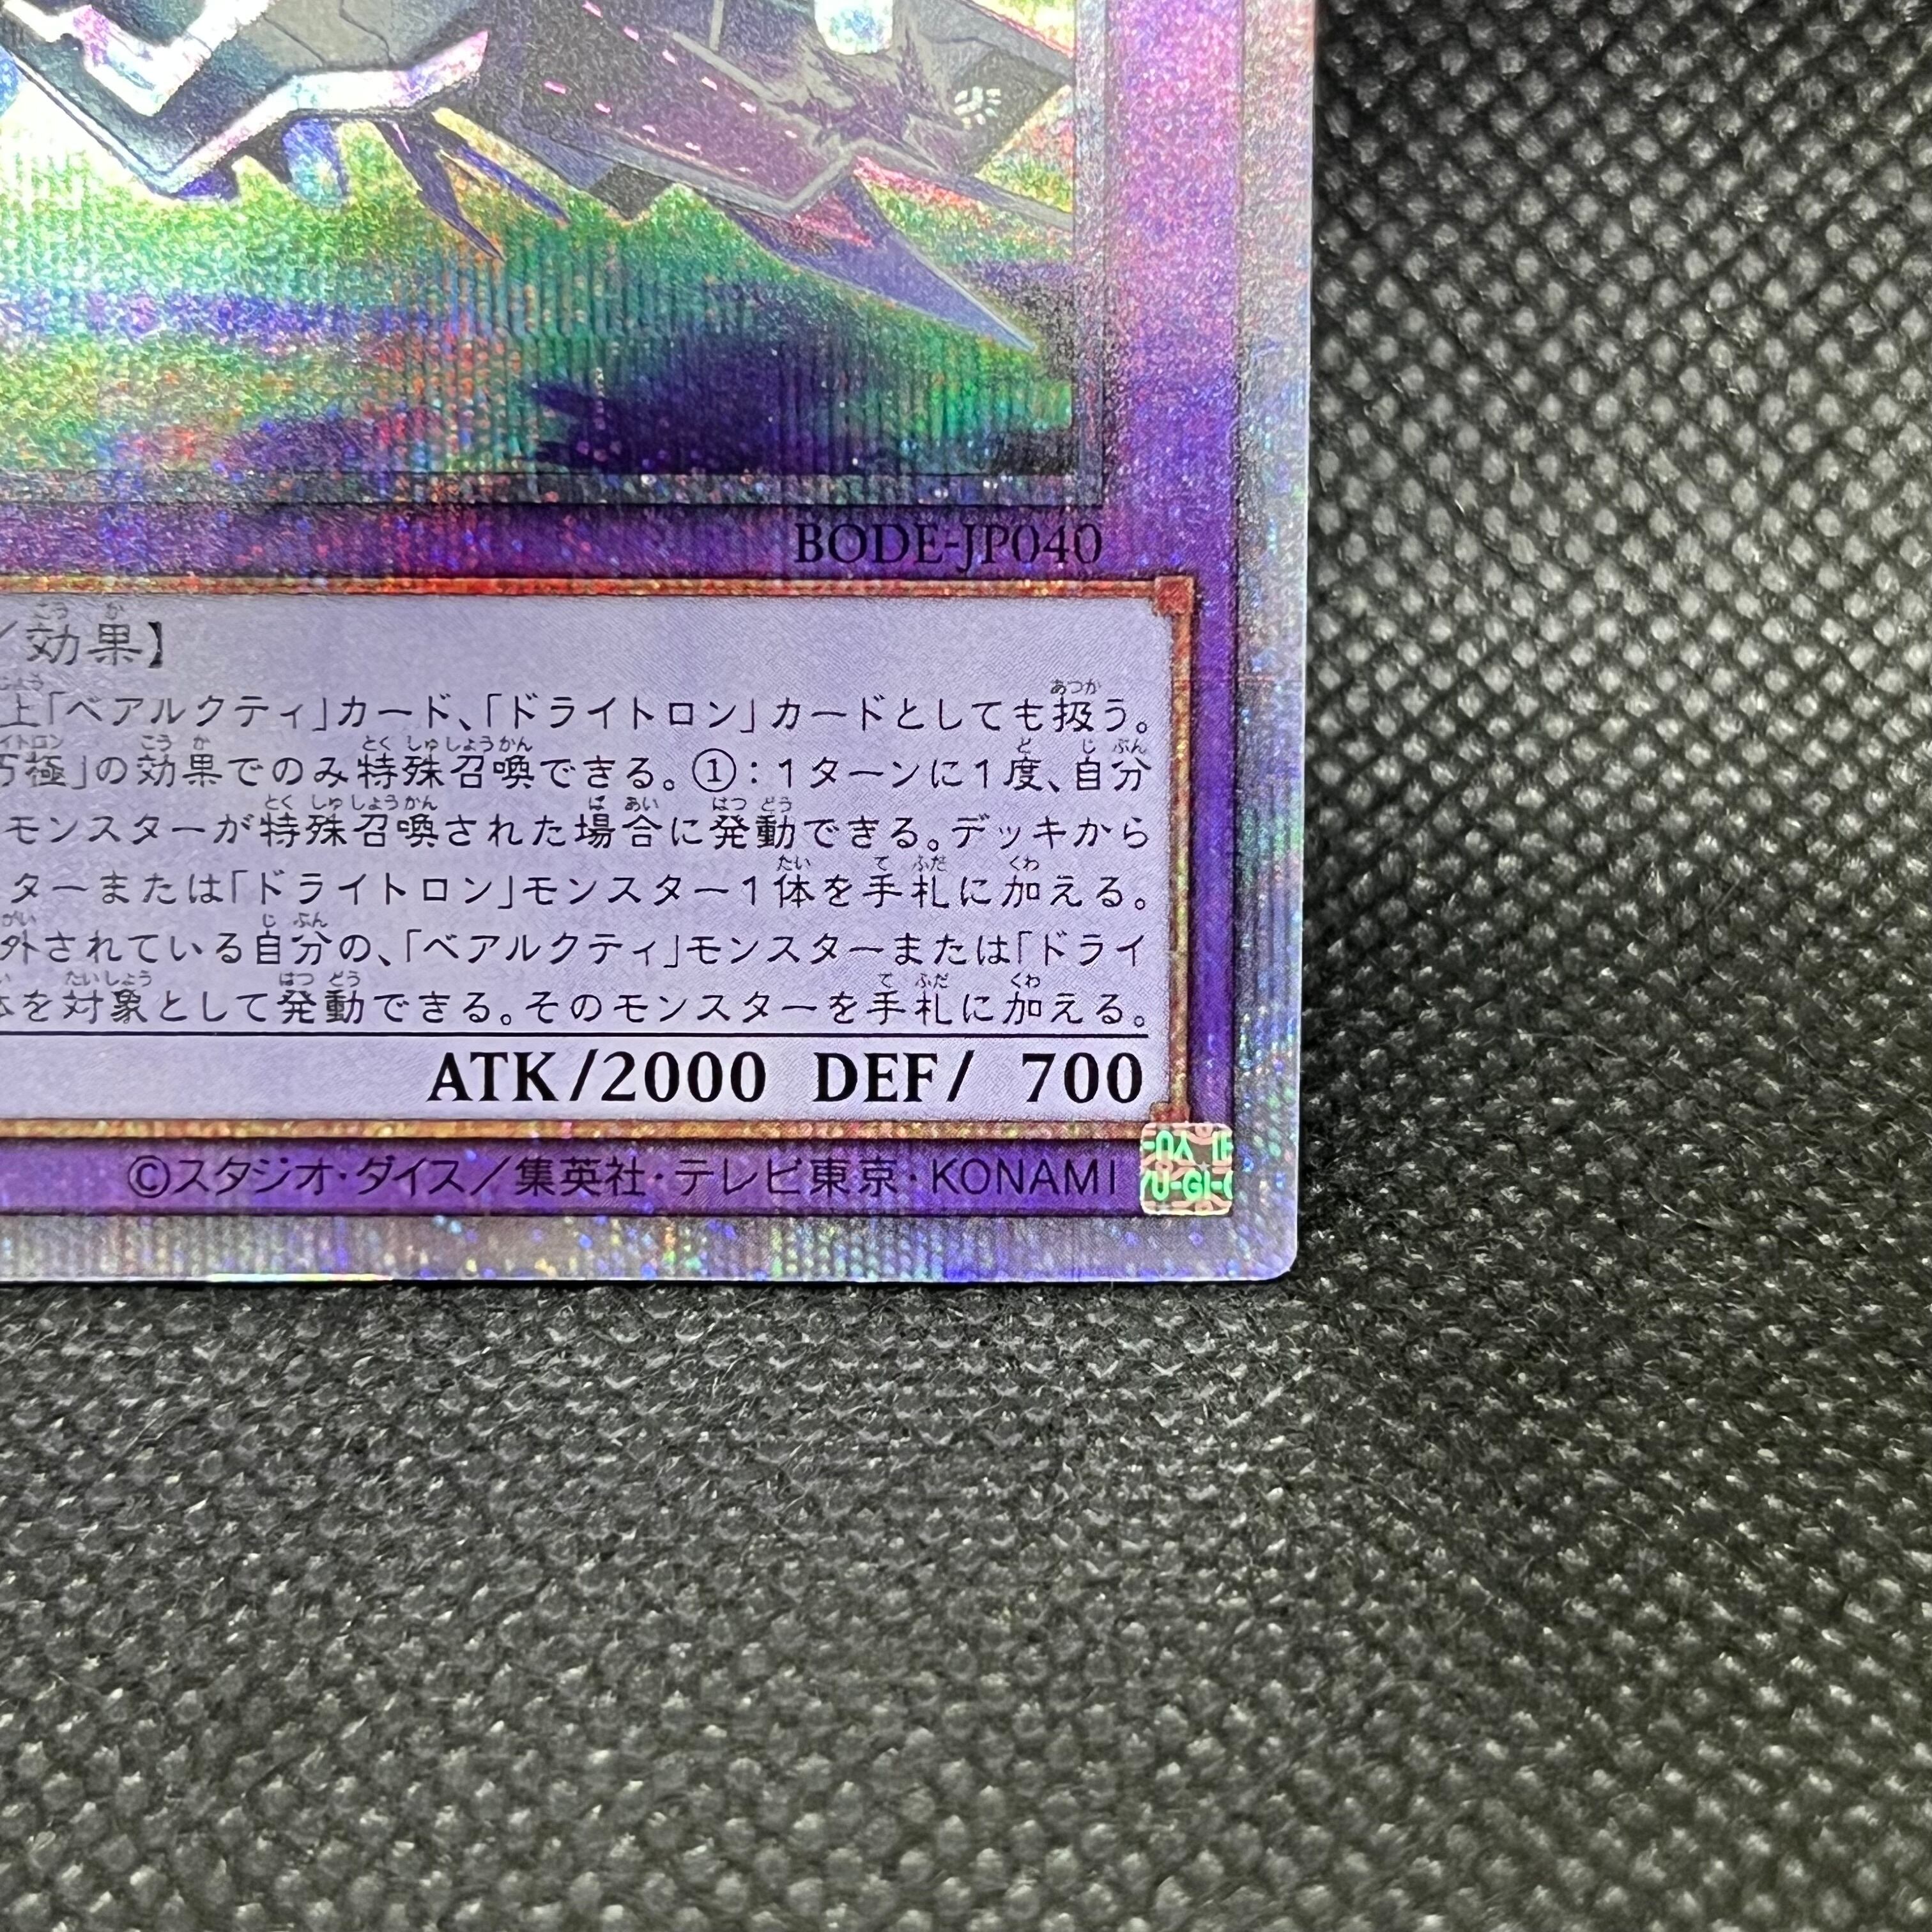 BODE-JP040
／効果】
上「ベアルクティ」カード、「ドライトロン」カードとしても扱う。
極」の効果でのみ特殊召喚できる。①：１ターンに１度、自分
モンスターが特殊召喚された場合に発動できる。デッキから
ターまたは「ドライトロン」モンスター１体を手札に加える。
外されている自分の、「ベアルクティ」モンスターまたは「ドライ
体を対象として発動できる。そのモンスターを手札に加える。
ATK/2000 DEF/ 700
©スタジオ・ダイス／集英社・テレビ東京・KONAMI